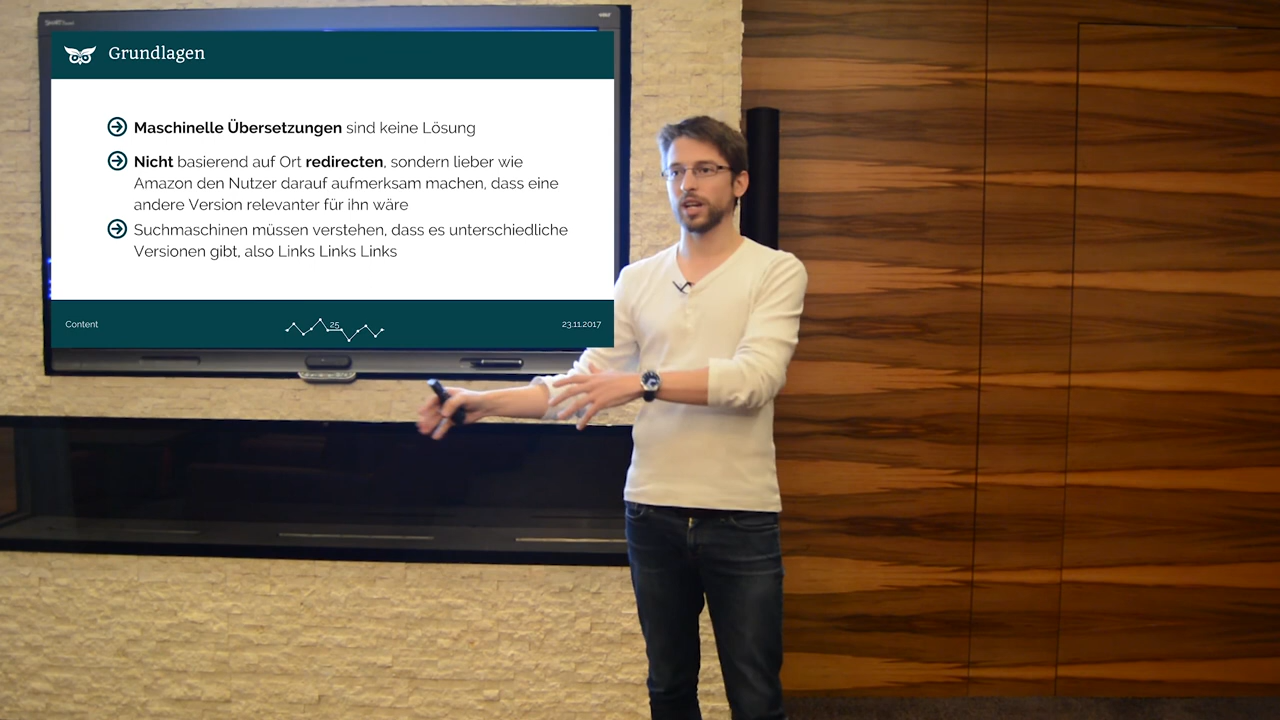 Grundlagen
Maschinelle Übersetzungen sind keine Lösung
Nicht basierend auf Ort redirecten, sondern lieber wie
Amazon den Nutzer darauf aufmerksam machen, dass eine
andere Version relevanter für ihn wäre
Suchmaschinen müssen verstehen, dass es unterschiedliche
Versionen gibt, also Links Links Links
Content
25
23.11.2017